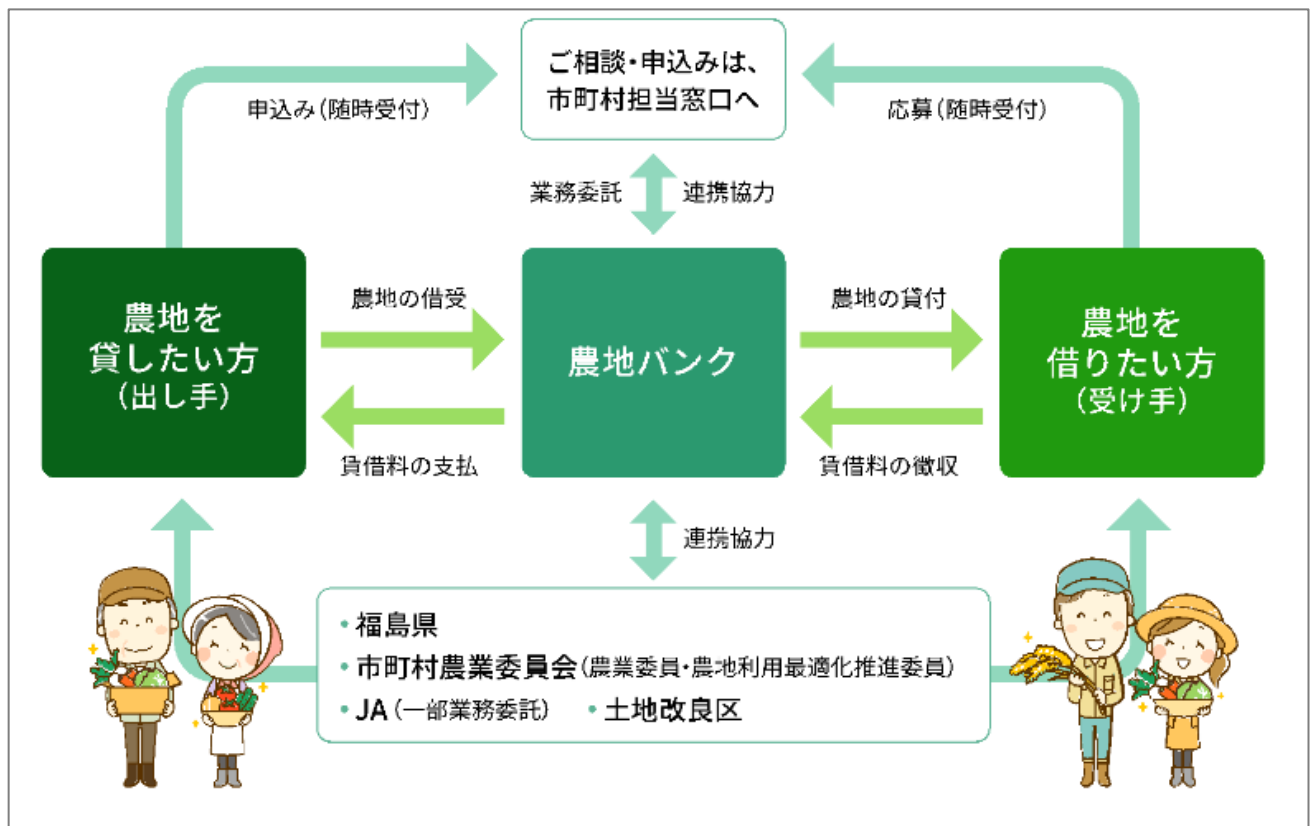 ご相談・申込みは、
市町村担当窓口へ
申込み(随時受付)
応募(随時受付)
業務委託
連携協力
農地を
貸したい方
(出し手)
農地の借受
賃借料の支払
農地バンク
農地の貸付
賃借料の徴収
農地を
借りたい方
(受け手)
連携協力
・福島県
・市町村農業委員会(農業委員・農地利用最適化推進委員)
・JA(一部業務委託) ・土地改良区